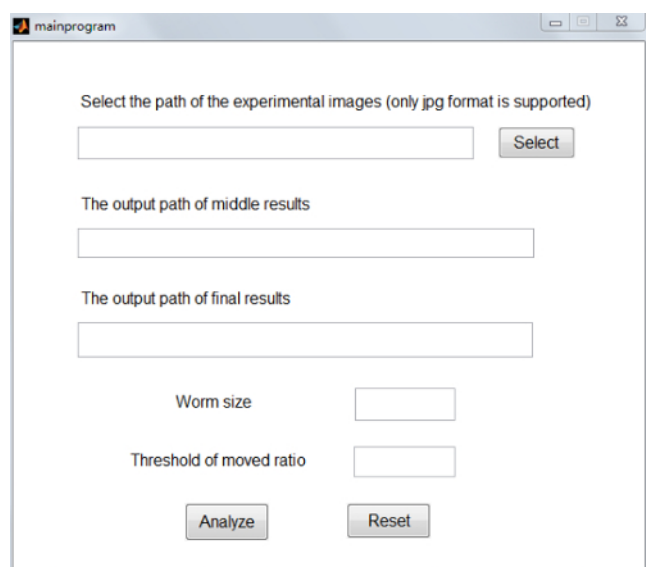 mainprogram
Select the path of the experimental images (only jpg format is supported)
Select
The output path of middle results
The output path of final results
Worm size
Threshold of moved ratio
Analyze
Reset